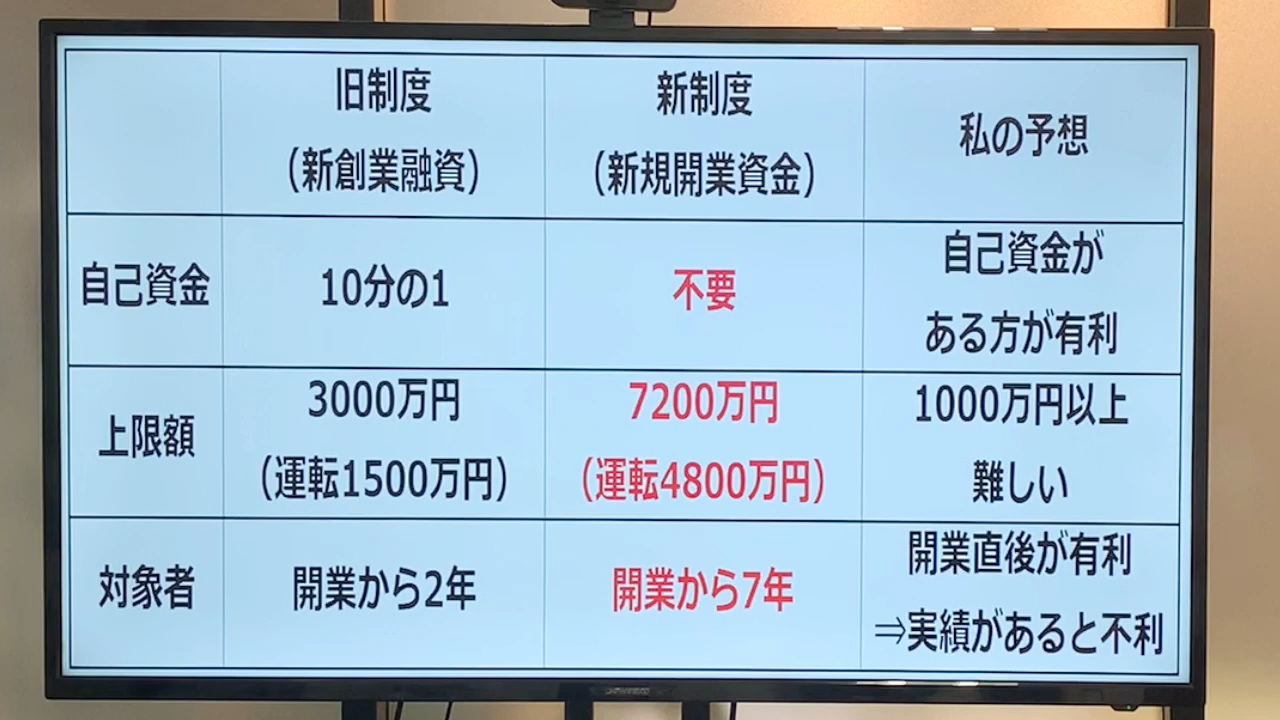 旧制度
(新創業融資)
新制度
(新規開業資金)
私の予想
自己資金
10分の1
不要
自己資金が
ある方が有利
上限額
3000万円
(運転1500万円)
7200万円
(運転4800万円)
1000万円以上
難しい
対象者
開業から2年
開業から7年
開業直後が有利
⇒実績があると不利